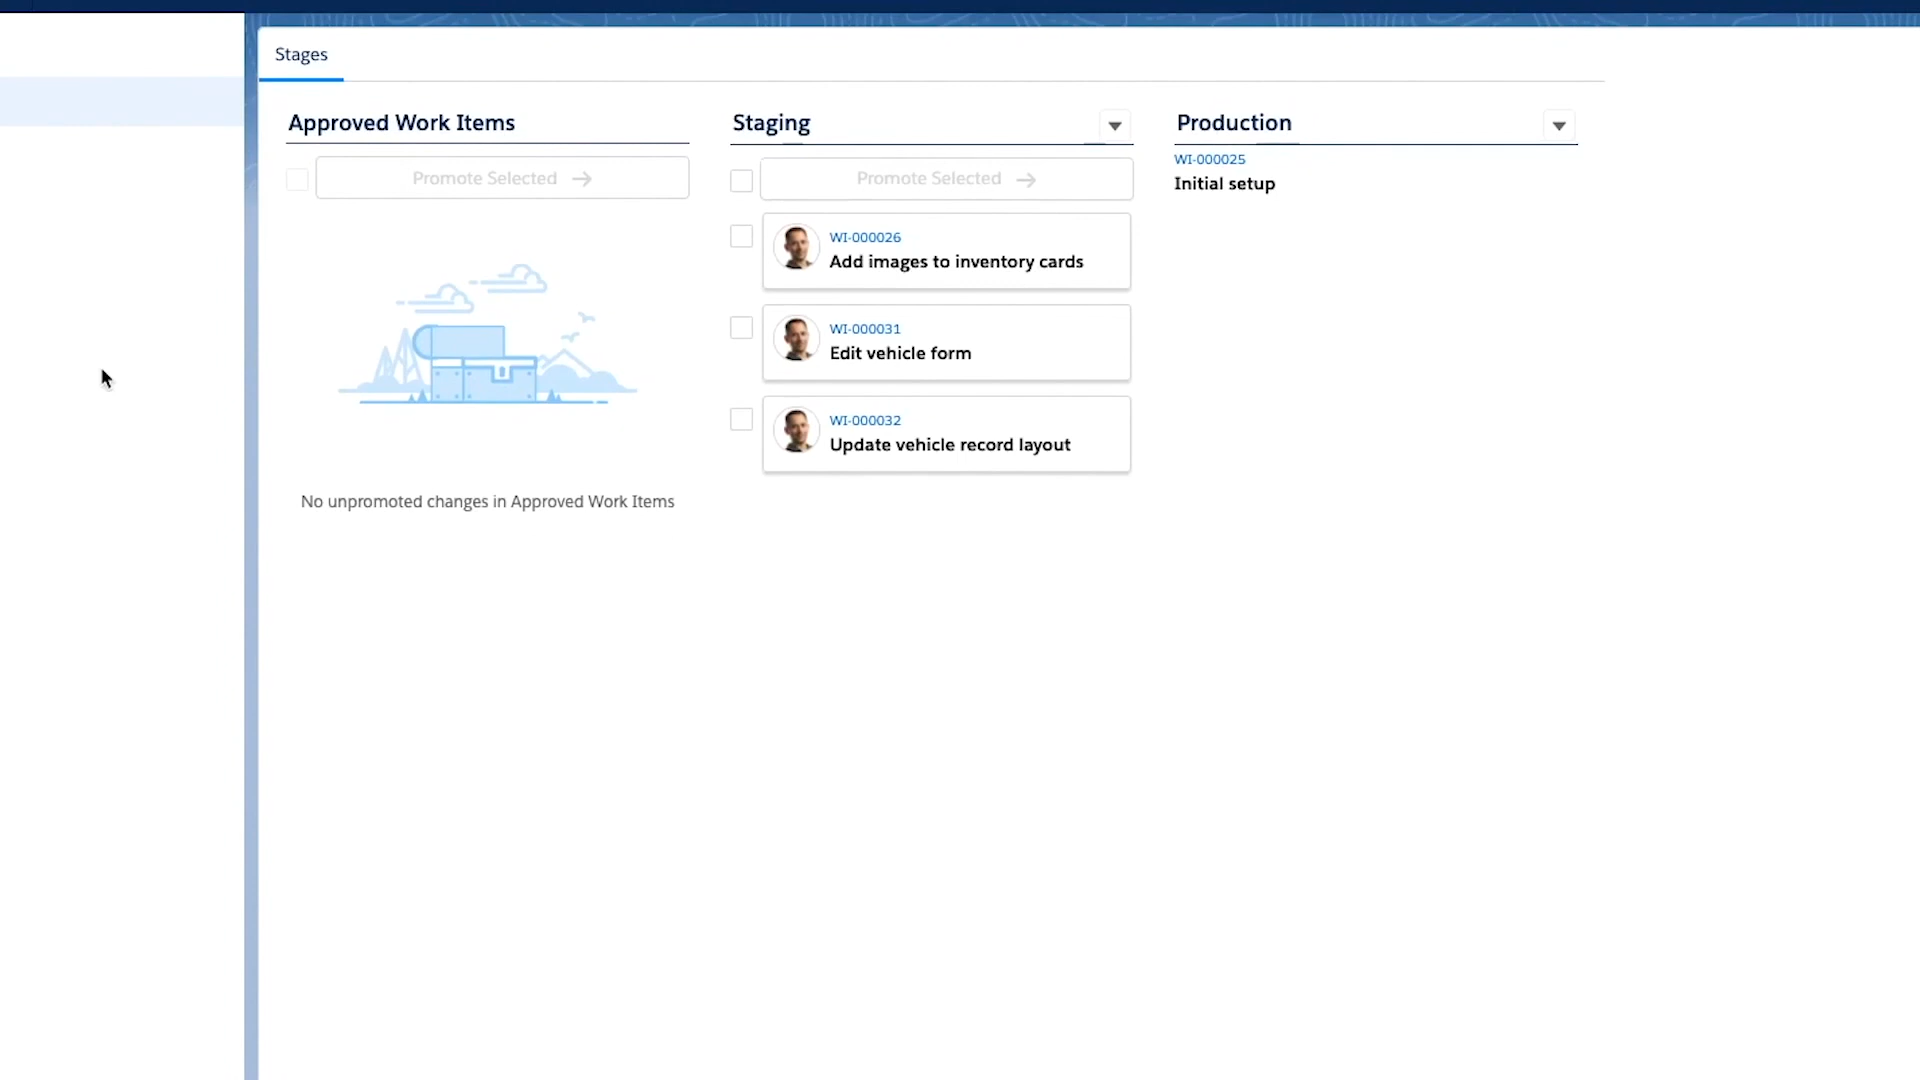 Stages
Approved Work Items
Promote Selected
No unpromoted changes in Approved Work Items
Staging
Promote Selected
WI-000026
Add images to inventory cards
WI-000031
Edit vehicle form
WI-000032
Update vehicle record layout
Production
WI-000025
Initial setup